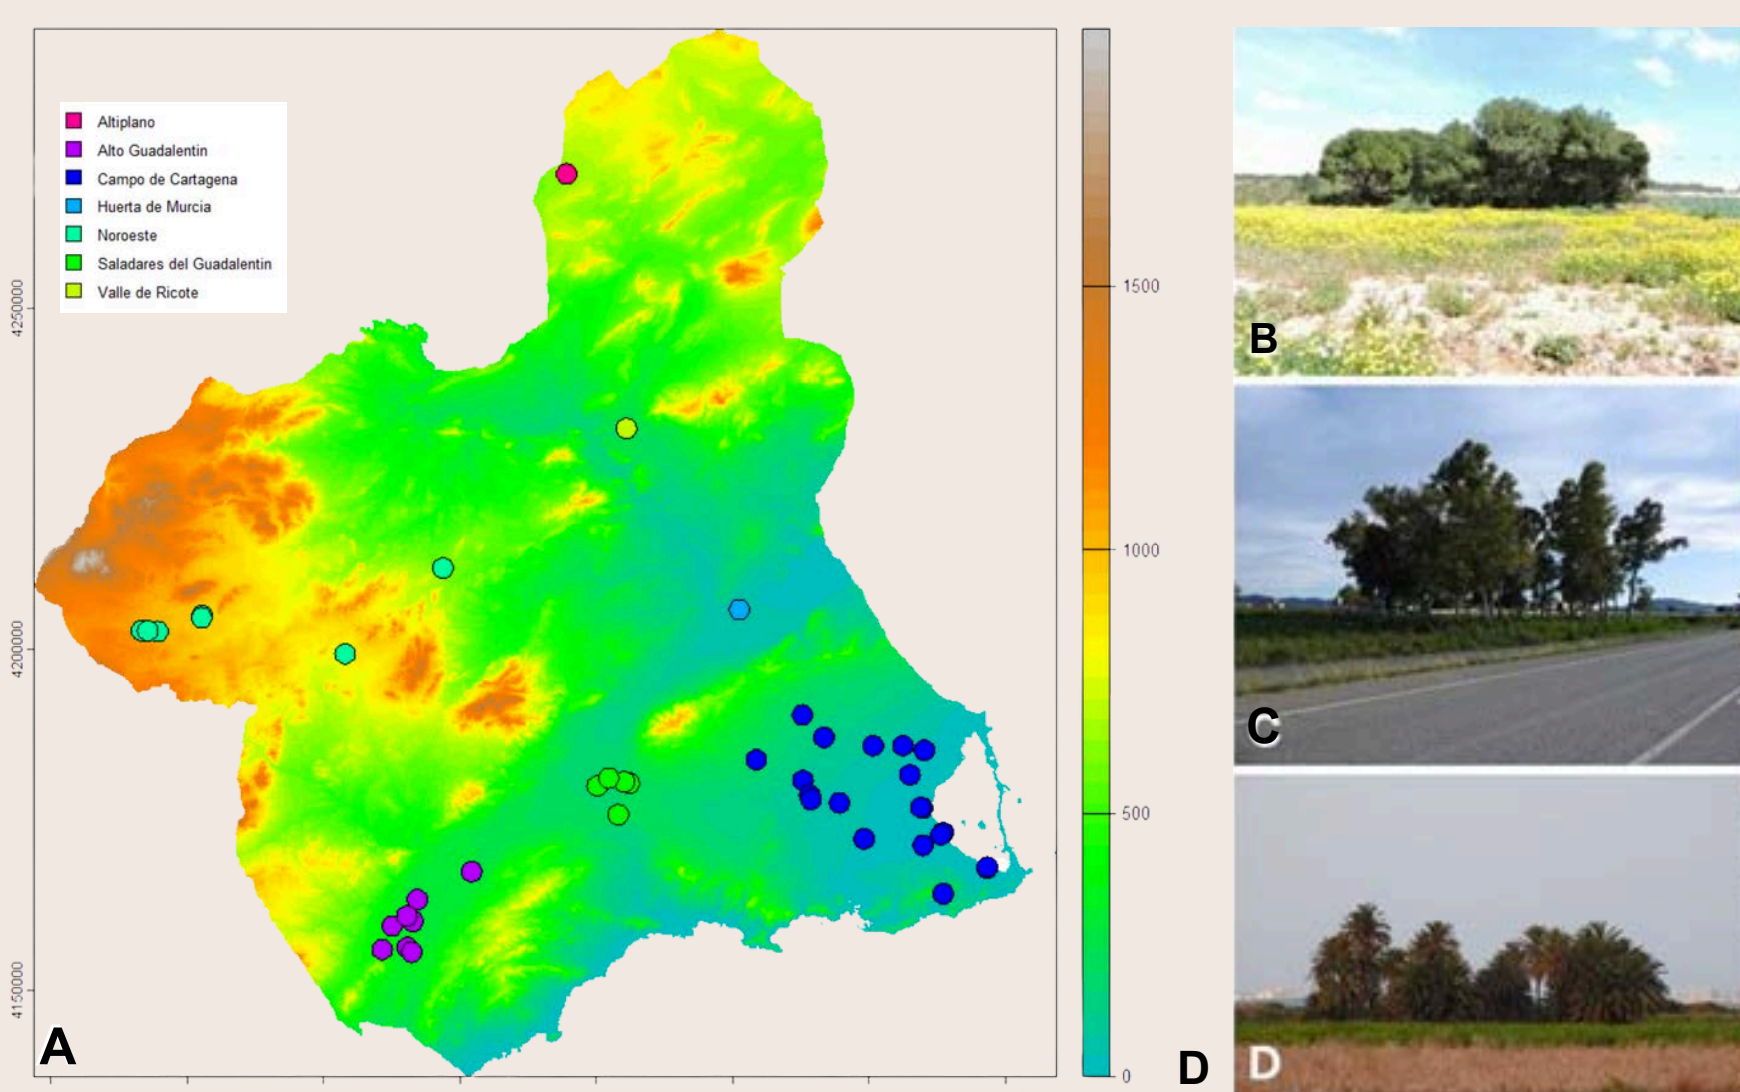 Altiplano
Alto Guadalentin
Campo de Cartagena
Huerta de Murcia
Noroeste
Saladares del Guadalentin
Valle de Ricote
4250000
4200000
4150000
1500
1000
500
0
A
D
B
C
D